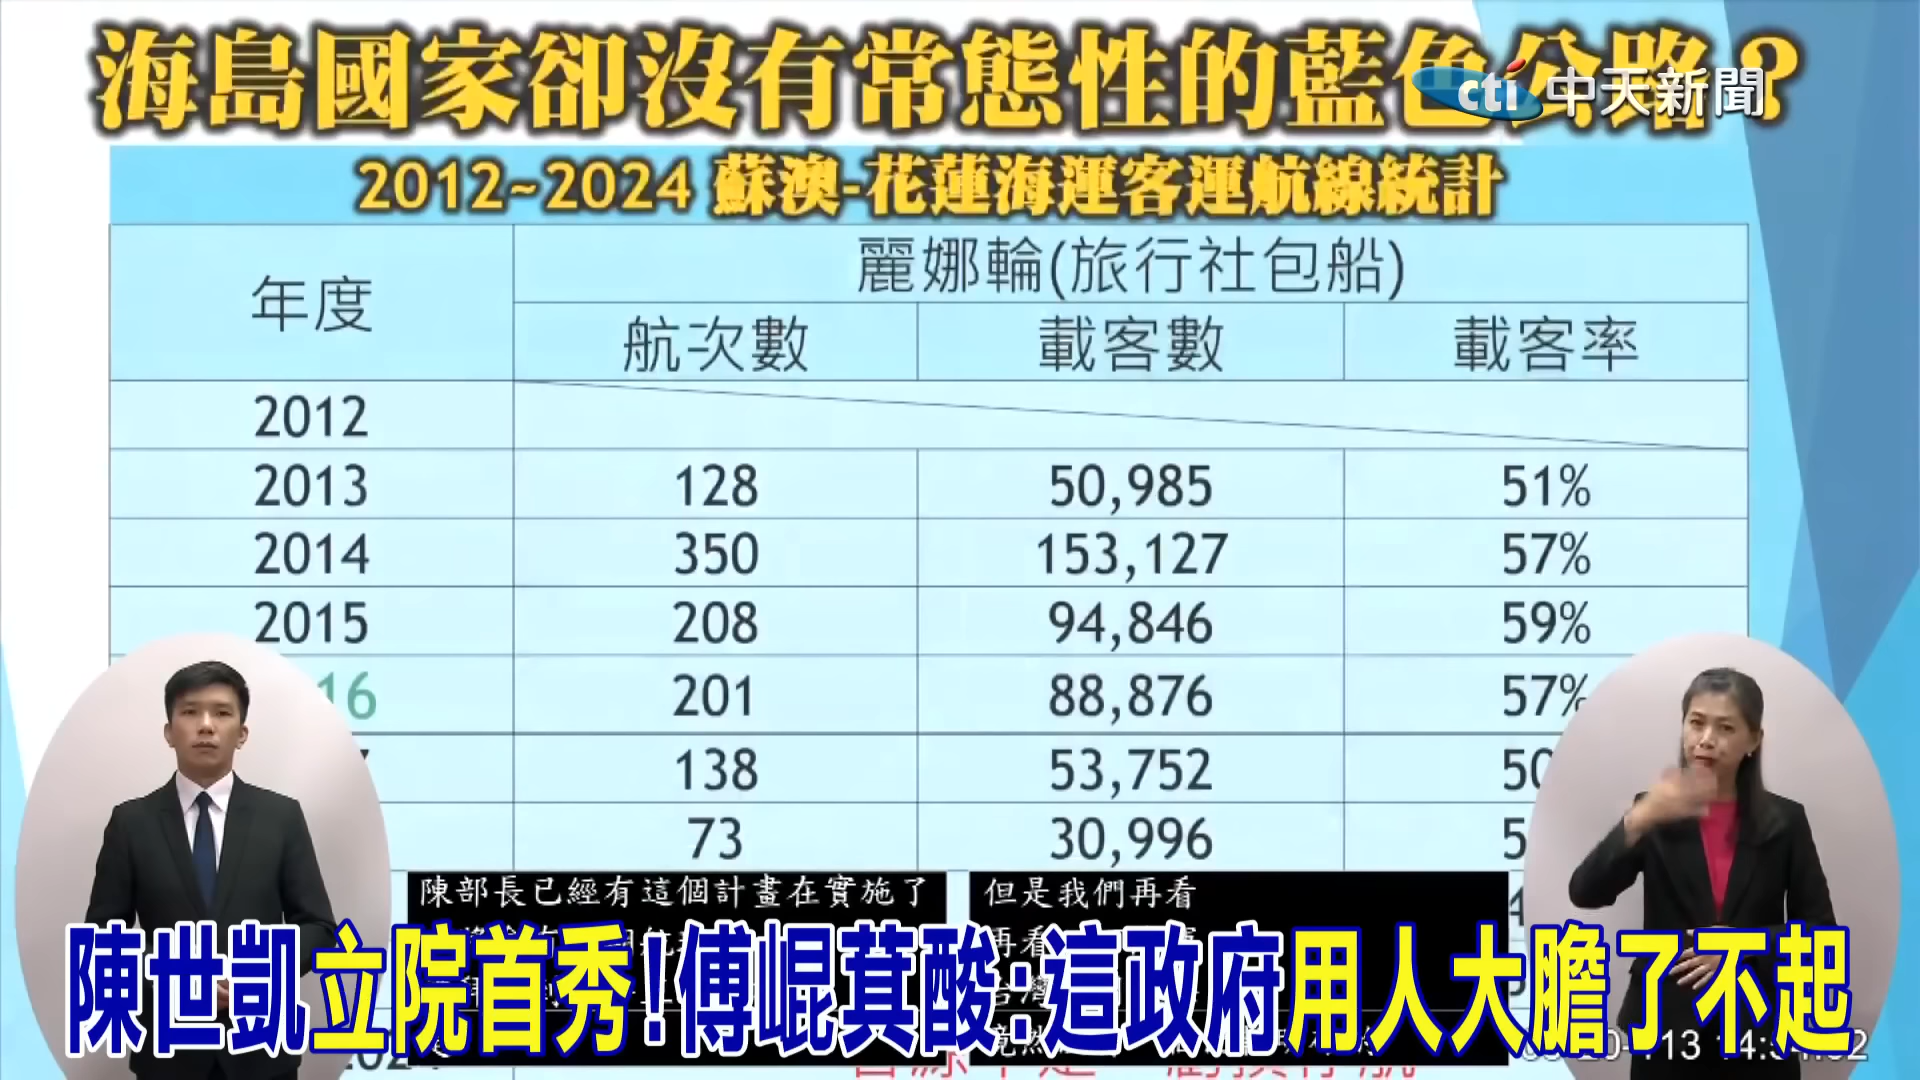 海島國家卻沒有常態性的藍色公路？
cti 中天新聞
2012~2024 蘇澳-花蓮海運客運航線統計
年度 麗娜輪(旅行社包船)
航次數 載客數 載客率
2012
2013 128 50,985 51%
2014 350 153,127 57%
2015 208 94,846 59%
16 201 88,876 57%
138 53,752 50
73 30,996 5
陳部長已經有這個計畫在實施了
但是我們再看
再看
陳世凱立院首秀!傅崐萁酸:這政府用人大膽了不起